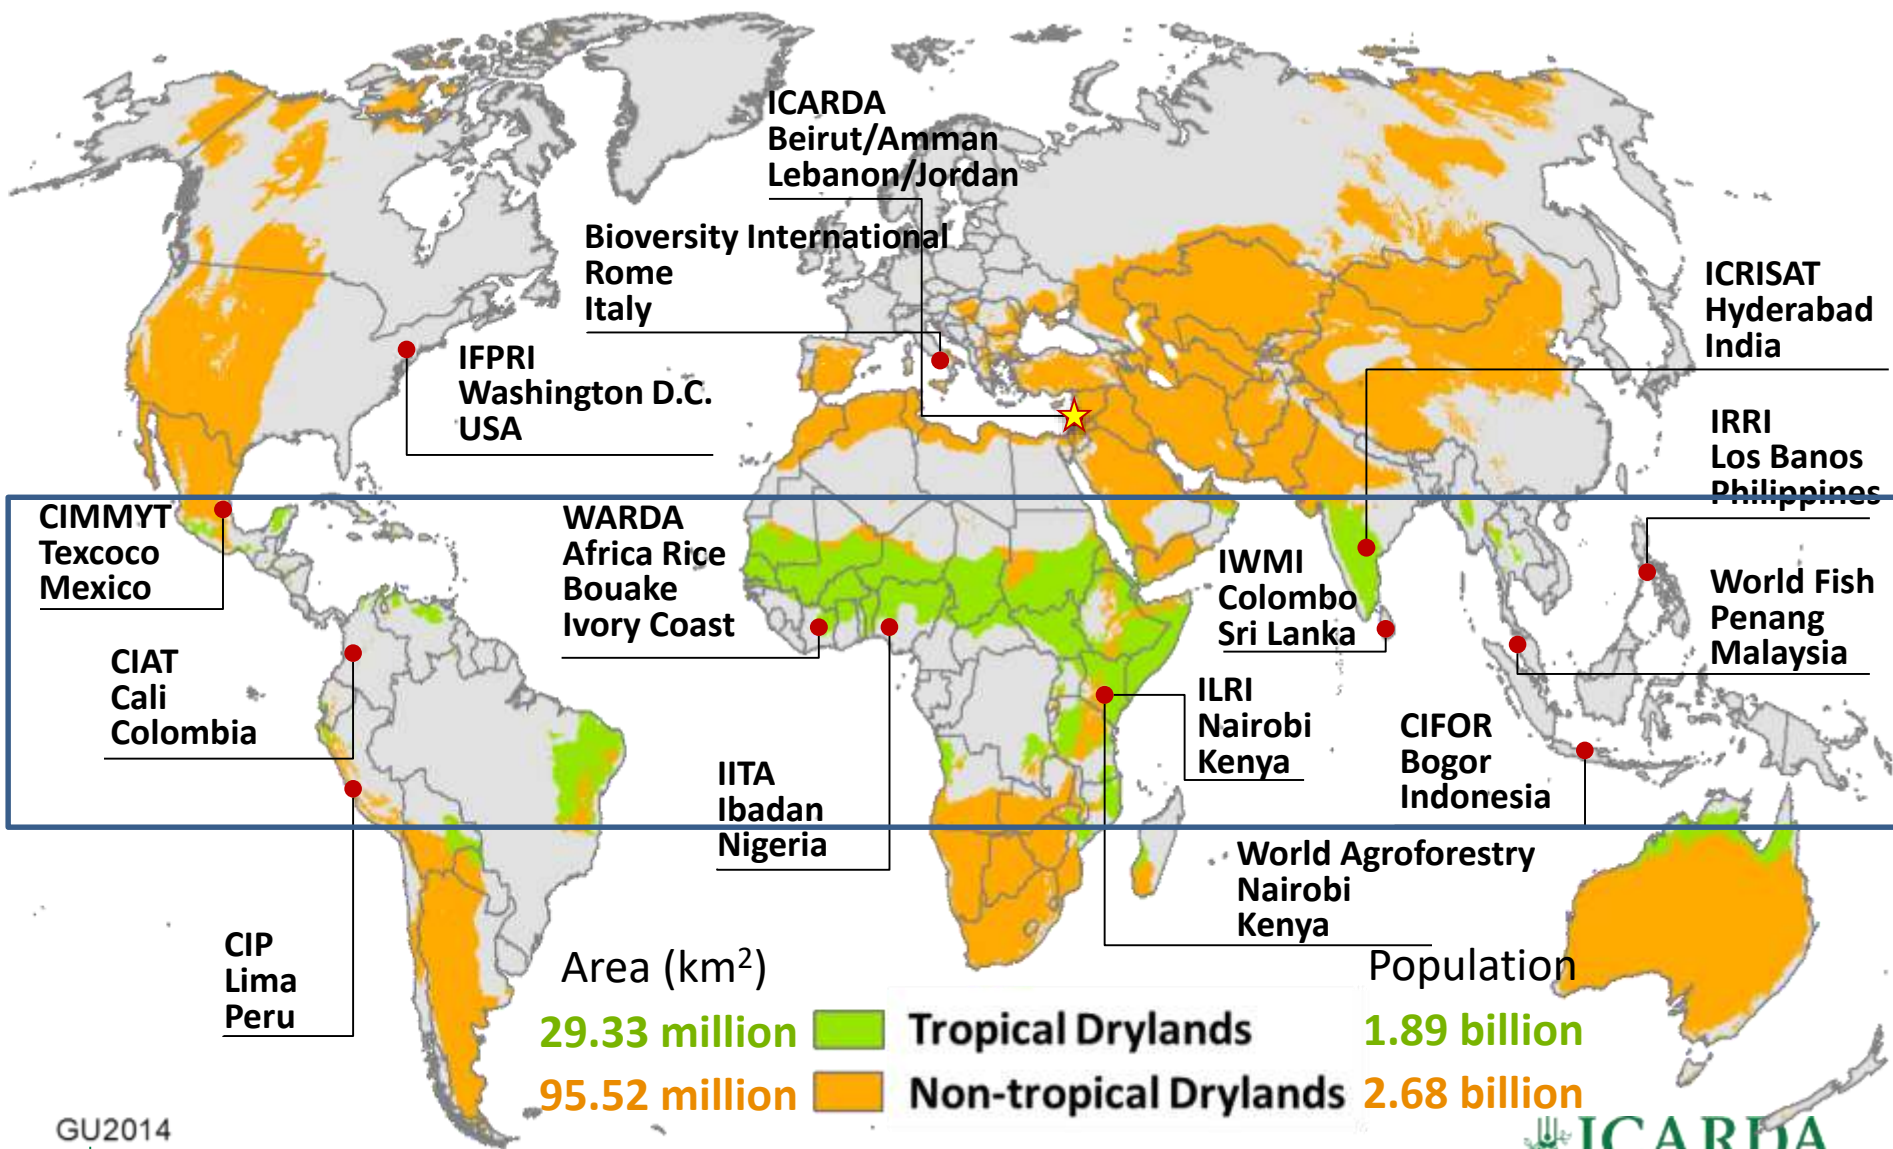 ICARDA
Beirut/Amman
Lebanon/Jordan
Bioversity International
Rome
Italy
ICRISAT
Hyderabad
India
IFPRI
Washington D.C.
USA
IRRI
Los Banos
Philippines
CIMMYT
Texcoco
Mexico
WARDA
Africa Rice
Bouake
Ivory Coast
IWMI
Colombo
Sri Lanka
World Fish
Penang
Malaysia
CIAT
Cali
Colombia
ILRI
Nairobi
Kenya
CIFOR
Bogor
Indonesia
IITA
Ibadan
Nigeria
World Agroforestry
Nairobi
Kenya
CIP
Lima
Peru
Area (km²) Population
29.33 million Tropical Drylands 1.89 billion
95.52 million Non-tropical Drylands 2.68 billion
GU2014
ICARDA